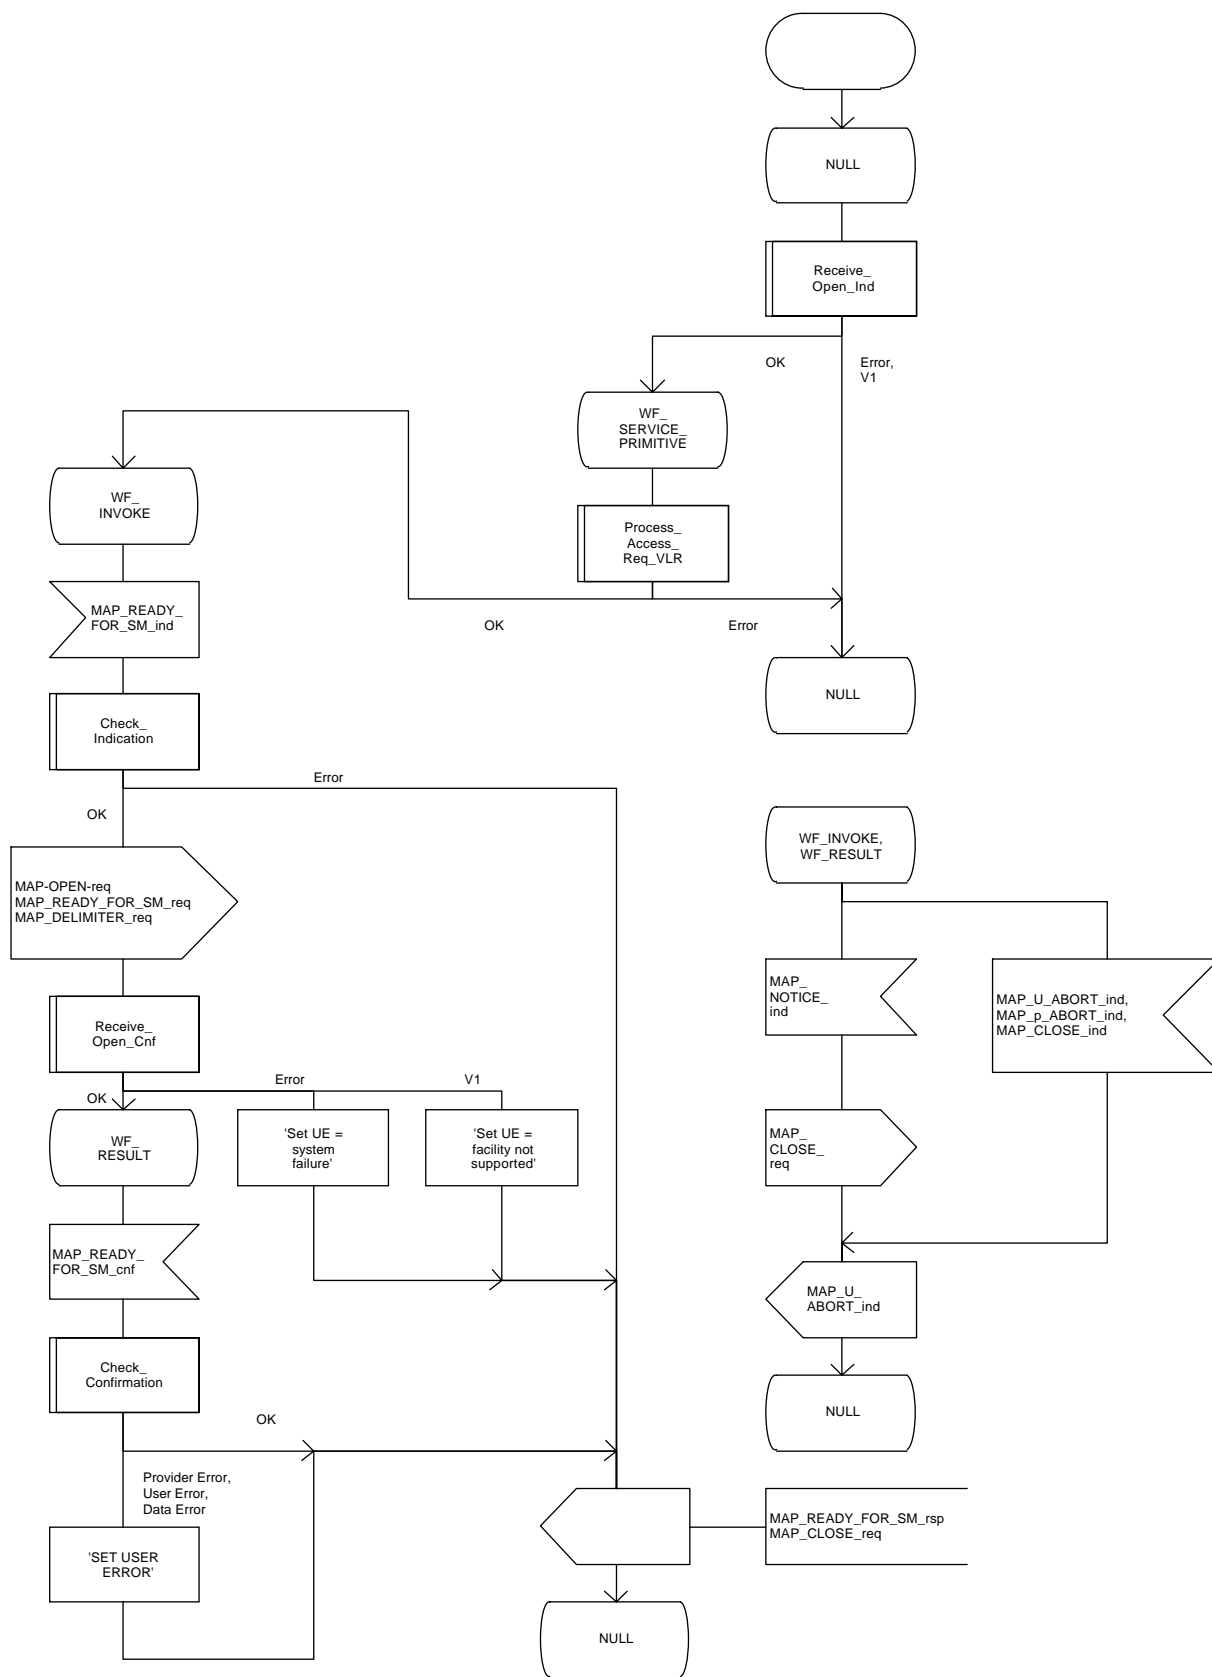 NULL
Receive_
Open_Ind
OK
Error,
V1
WF_
SERVICE_
PRIMITIVE
WF_
INVOKE
Process_
Access_
Req_VLR
MAP_READY_
FOR_SM_ind
OK
Error
NULL
Check_
Indication
Error
OK
WF_INVOKE,
WF_RESULT
MAP-OPEN-req
MAP_READY_FOR_SM_req
MAP_DELIMITER_req
MAP_
NOTICE_
ind
MAP_U_ABORT_ind,
MAP_p_ABORT_ind,
MAP_CLOSE_ind
Receive_
Open_Cnf
Error
V1
OK
WF_
RESULT
'Set UE =
system
failure'
'Set UE =
facility not
supported'
MAP_
CLOSE_
req
MAP_READY_
FOR_SM_cnf
MAP_U_
ABORT_ind
Check_
Confirmation
NULL
OK
Provider Error,
User Error,
Data Error
MAP_READY_FOR_SM_rsp
MAP_CLOSE_req
'SET USER
ERROR'
NULL